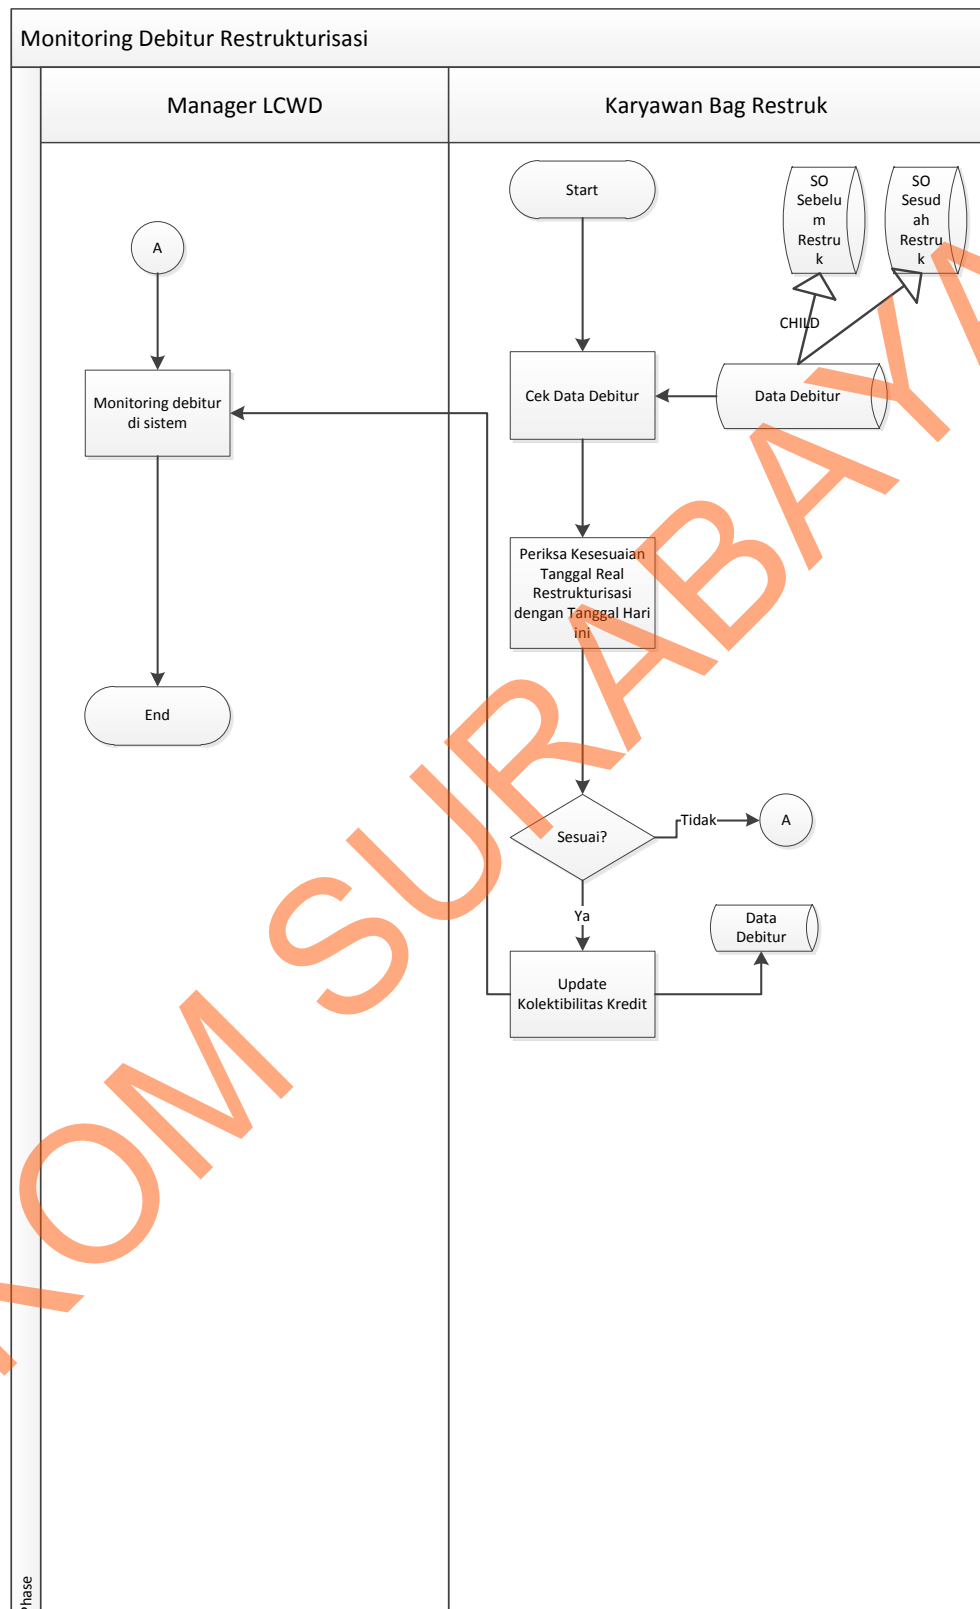 Monitoring Debitur Restrukturisasi
Manager LCWD
Karyawan Bag Restruk
Start
SO
Sebelu
m
Restru
k
SO
Sesud
ah
Restru
k
A
CHILD
Monitoring debitur
di sistem
Cek Data Debitur
Data Debitur
Periksa Kesesuaian
Tanggal Real
Restrukturisasi
dengan Tanggal Hari
ini
End
Sesuai?
Tidak
A
Ya
Data
Debitur
Update
Kolektibilitas Kredit
Phase
OM SURABAYA